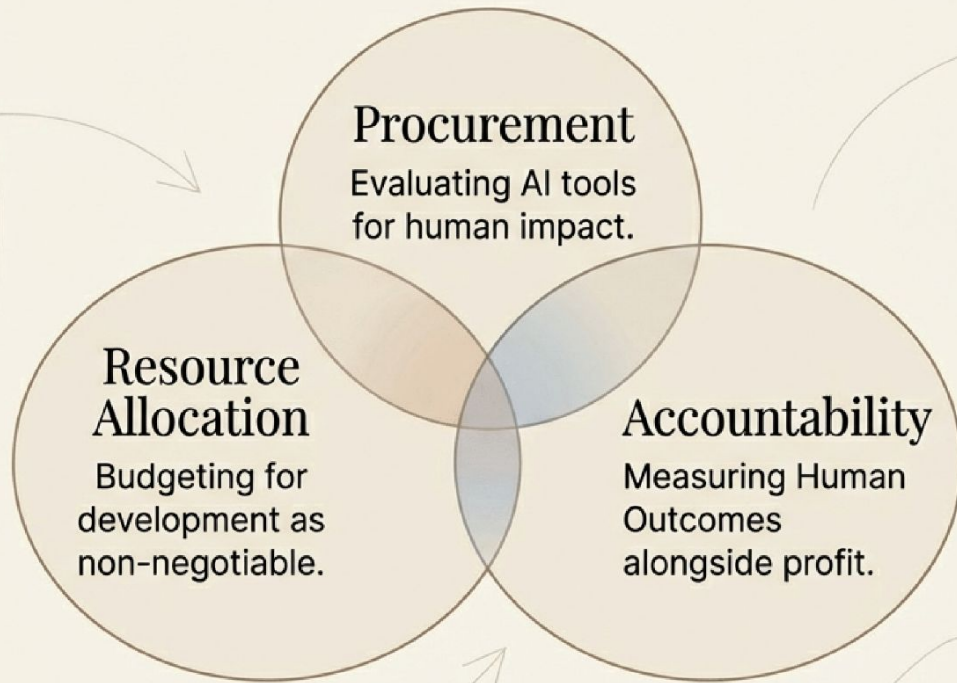 Procurement
Evaluating AI tools
for human impact.
Resource
Allocation
Budgeting for
development as
non-negotiable.
Accountability
Measuring Human
Outcomes
alongside profit.